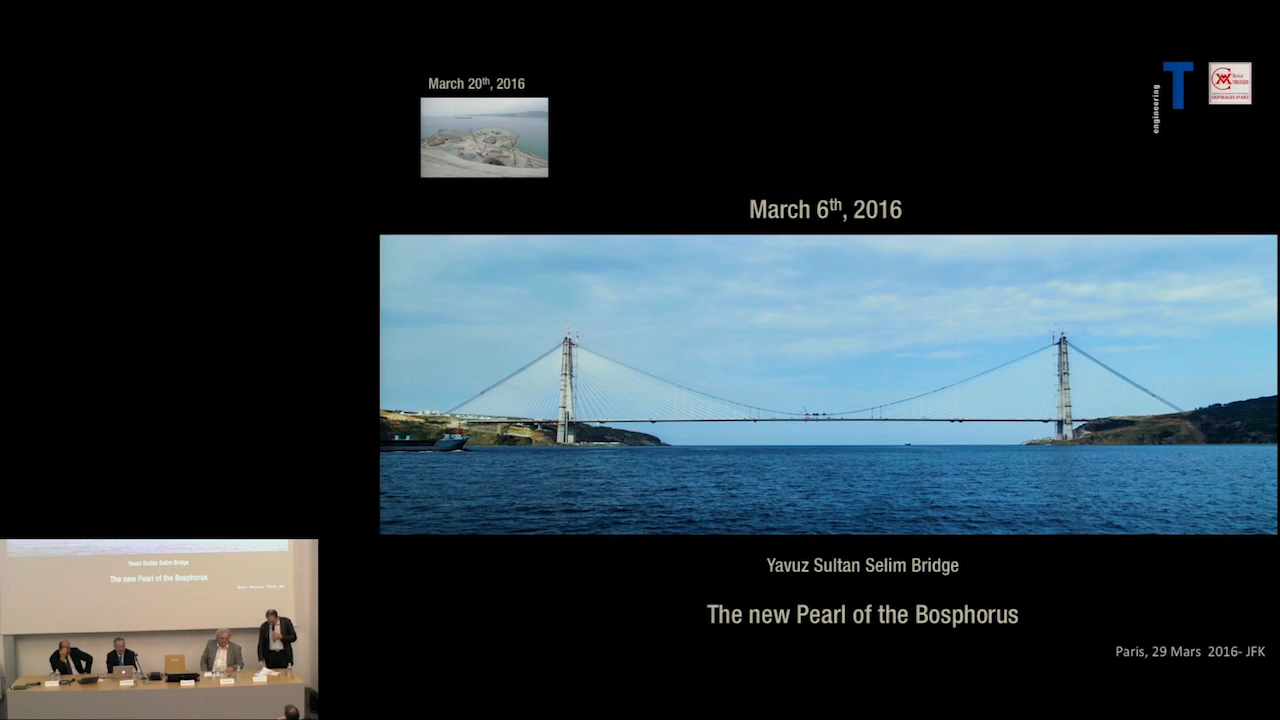 March 20th, 2016
engineering
T
March 6th, 2016
Yavuz Sultan Selim Bridge
The new Pearl of the Bosphorus
Paris, 29 Mars 2016- JFK
Yavuz Sultan Selim Bridge
The new Pearl of the Bosphorus